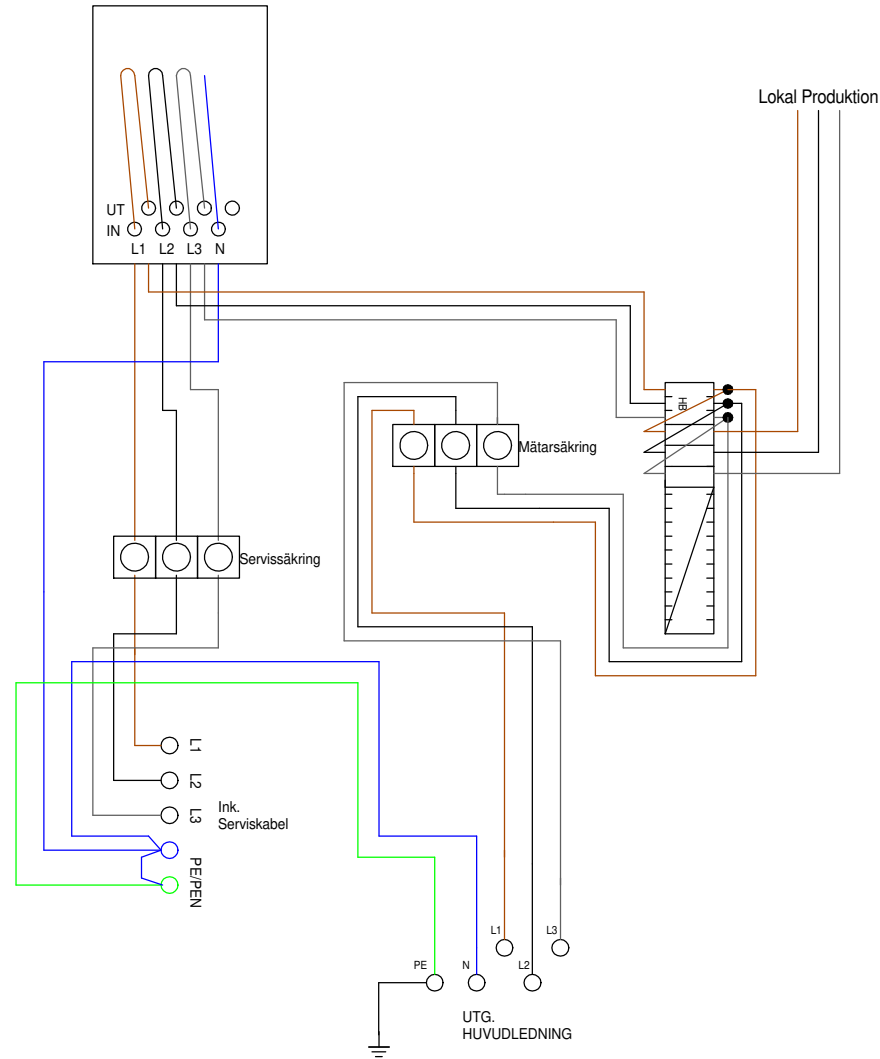 Lokal Produktion
UT
IN
L1 L2 L3 N
HB
Mätarsäkring
Servissäkring
L1
L2
L3
Ink.
Serviskabel
PE/PEN
L1 L3
PE N L2
UTG.
HUVUDLEDNING